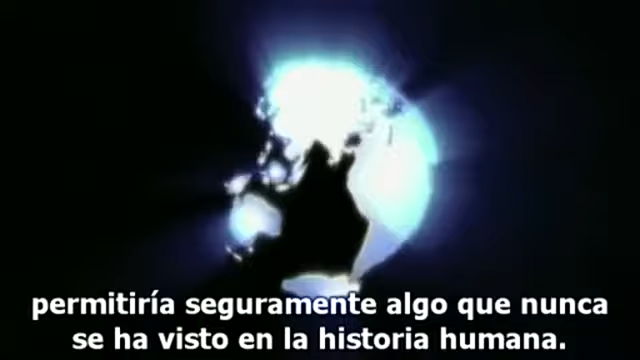 permitiría seguramente algo que nunca
se ha visto en la historia humana.